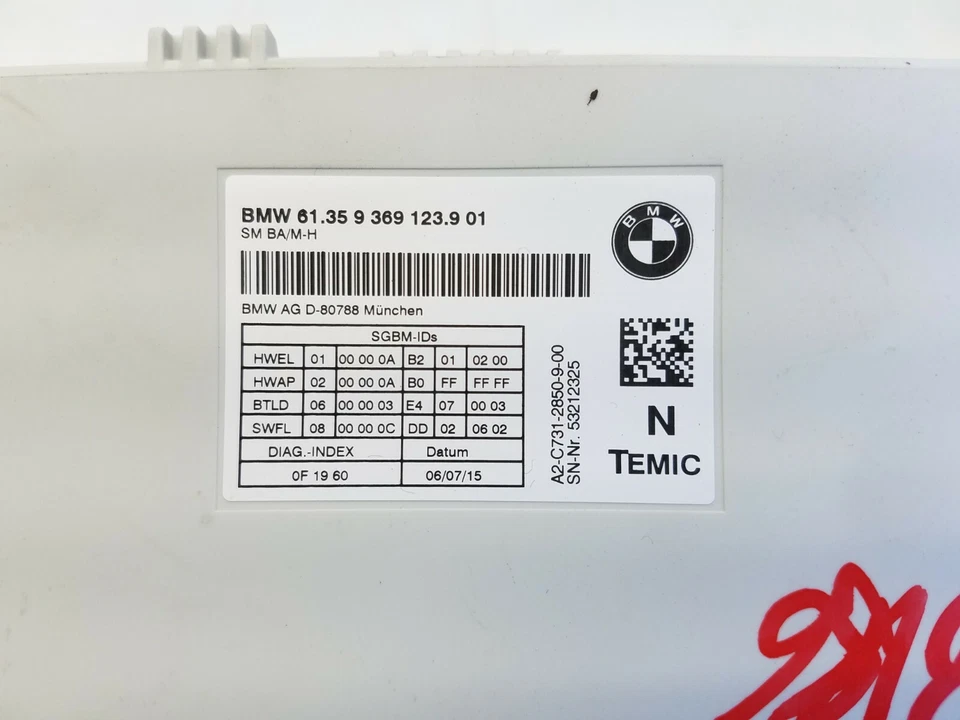 BMW 61.35 9 369 123.9 01
SM BA/M-H
BMW AG D-80788 München
SGBM-IDs
HWEL 01 00 00 0A B2 01 02 00
HWAP 02 00 00 0A B0 FF FF FF
BTLD 06 00 00 03 E4 07 00 03
SWFL 08 00 00 0C DD 02 06 02
DIAG.-INDEX Datum
0F 19 60 06/07/15
A2-C731-2850-9-00
SN-Nr. 53212325
BMW
N
TEMIC